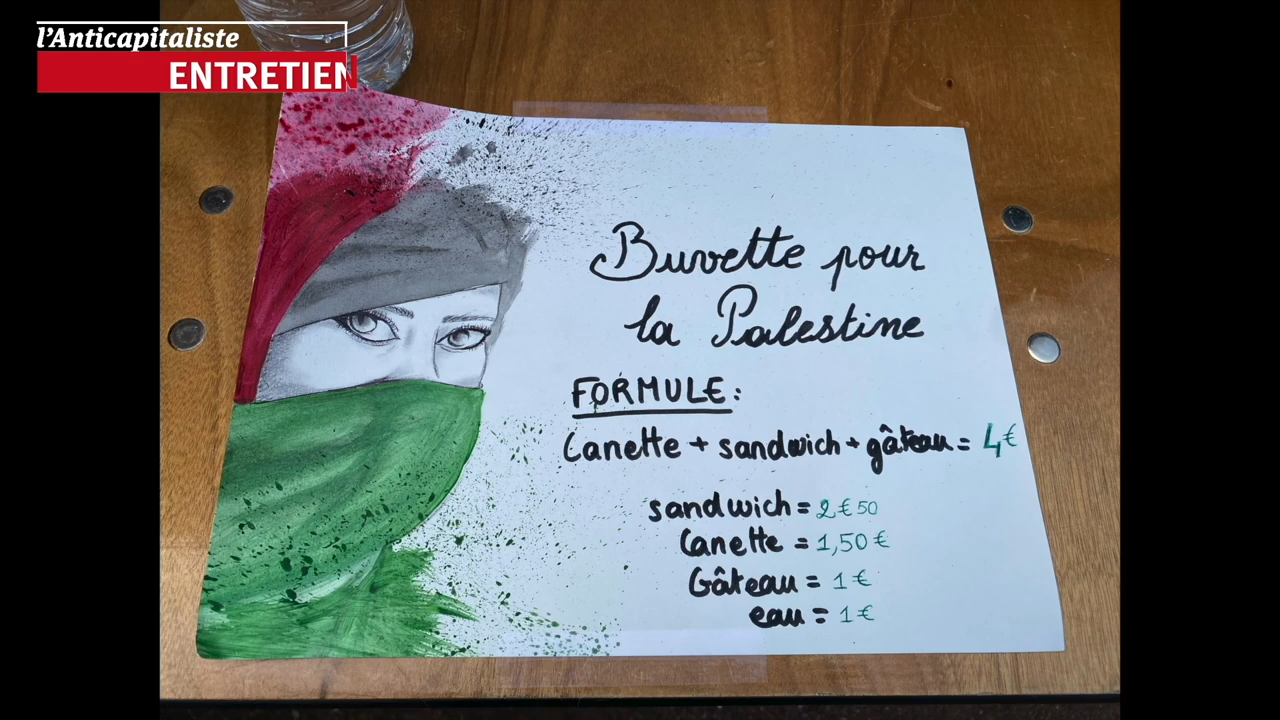 l'Anticapitaliste
ENTRETIEN
Buvette pour
la Palestine
FORMULE :
Canette + sandwich + gâteau = 4€
sandwich = 2€50
Canette = 1,50€
Gâteau = 1€
eau = 1€